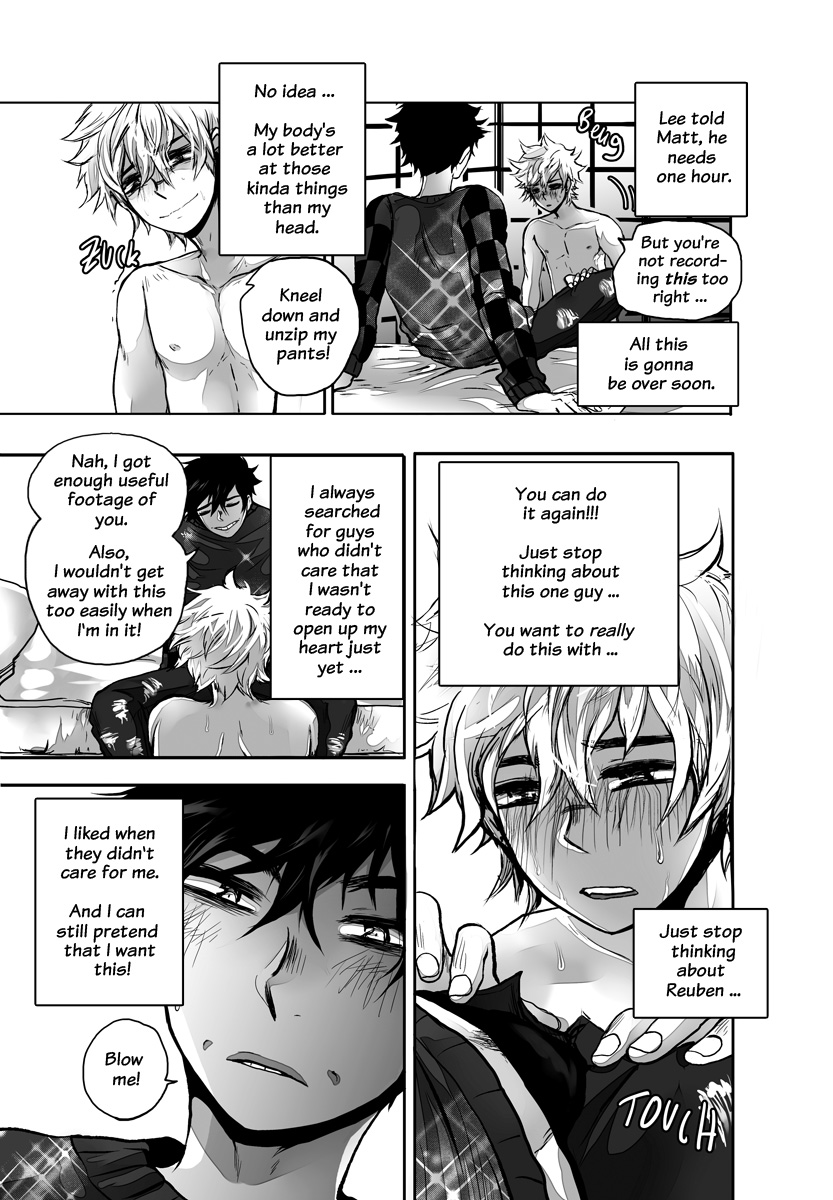 No idea ...
My body's
a lot better
at those
kinda things
than my
head.
ZUCK
Kneel
down and
unzip my
pants!
Beng
Lee told
Matt, he
needs
one hour.
But you're
not record-
ing this too
right ...
All this
is gonna
be over soon.
Nah, I got
enough useful
footage of
you.
Also,
I wouldn't get
away with this
too easily when
I'm in it!
I always
searched
for guys
who didn't
care that
I wasn't
ready to
open up my
heart just
yet ...
I liked when
they didn't
care for me.
And I can
still pretend
that I want
this!
Blow
me!
You can do
it again!!!
Just stop
thinking about
this one guy ...
You want to really
do this with ...
Just stop
thinking
about
Reuben ...
TOUCH